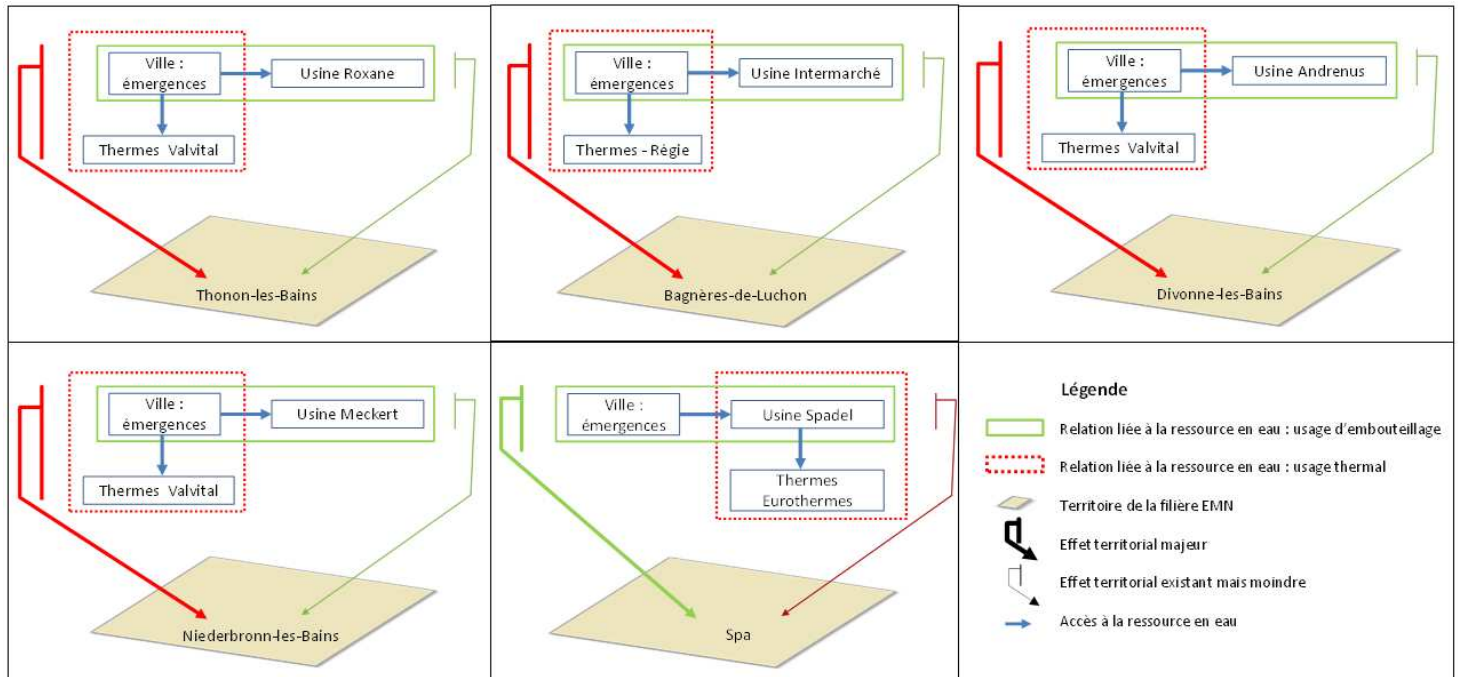 Ville :
émergences
Usine Roxane
Thermes Valvital
Thonon-les-Bains
Ville :
émergences
Usine Intermarché
Thermes - Régie
Bagnères-de-Luchon
Ville :
émergences
Usine Andrenus
Thermes Valvital
Divonne-les-Bains
Ville :
émergences
Usine Meckert
Thermes Valvital
Niederbronn-les-Bains
Ville :
émergences
Usine Spadel
Thermes
Eurothermes
Spa
Légende
Relation liée à la ressource en eau : usage d'embouteillage
Relation liée à la ressource en eau : usage thermal
Territoire de la filière EMN
Effet territorial majeur
Effet territorial existant mais moindre
Accès à la ressource en eau